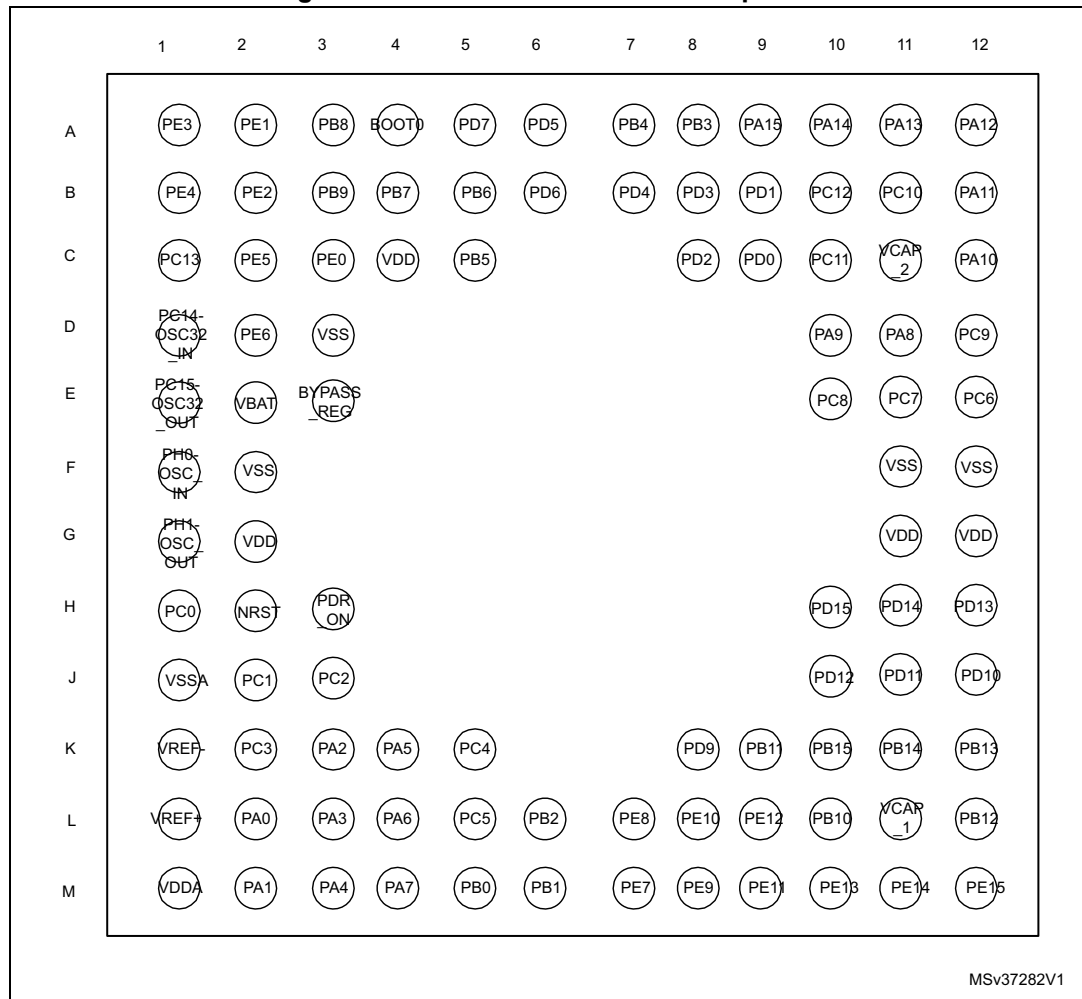 1 2 3 4 5 6 7 8 9 10 11 12
A PE3 PE1 PB8 BOOT0 PD7 PD5 PB4 PB3 PA15 PA14 PA13 PA12
B PE4 PE2 PB9 PB7 PB6 PD6 PD4 PD3 PD1 PC12 PC10 PA11
C PC13 PE5 PE0 VDD PB5 PD2 PD0 PC11 VCAP_2 PA10
D PC14-OSC32_IN PE6 VSS PA9 PA8 PC9
E PC15-OSC32_OUT VBAT BYPASS_REG PC8 PC7 PC6
F PH0-OSC_IN VSS VSS VSS
G PH1-OSC_OUT VDD VDD VDD
H PC0 NRST PDR_ON PD15 PD14 PD13
J VSSA PC1 PC2 PD12 PD11 PD10
K VREF- PC3 PA2 PA5 PC4 PD9 PB11 PB15 PB14 PB13
L VREF+ PA0 PA3 PA6 PC5 PB2 PE8 PE10 PE12 PB10 VCAP_1 PB12
M VDDA PA1 PA4 PA7 PB0 PB1 PE7 PE9 PE11 PE13 PE14 PE15
MSv37282V1